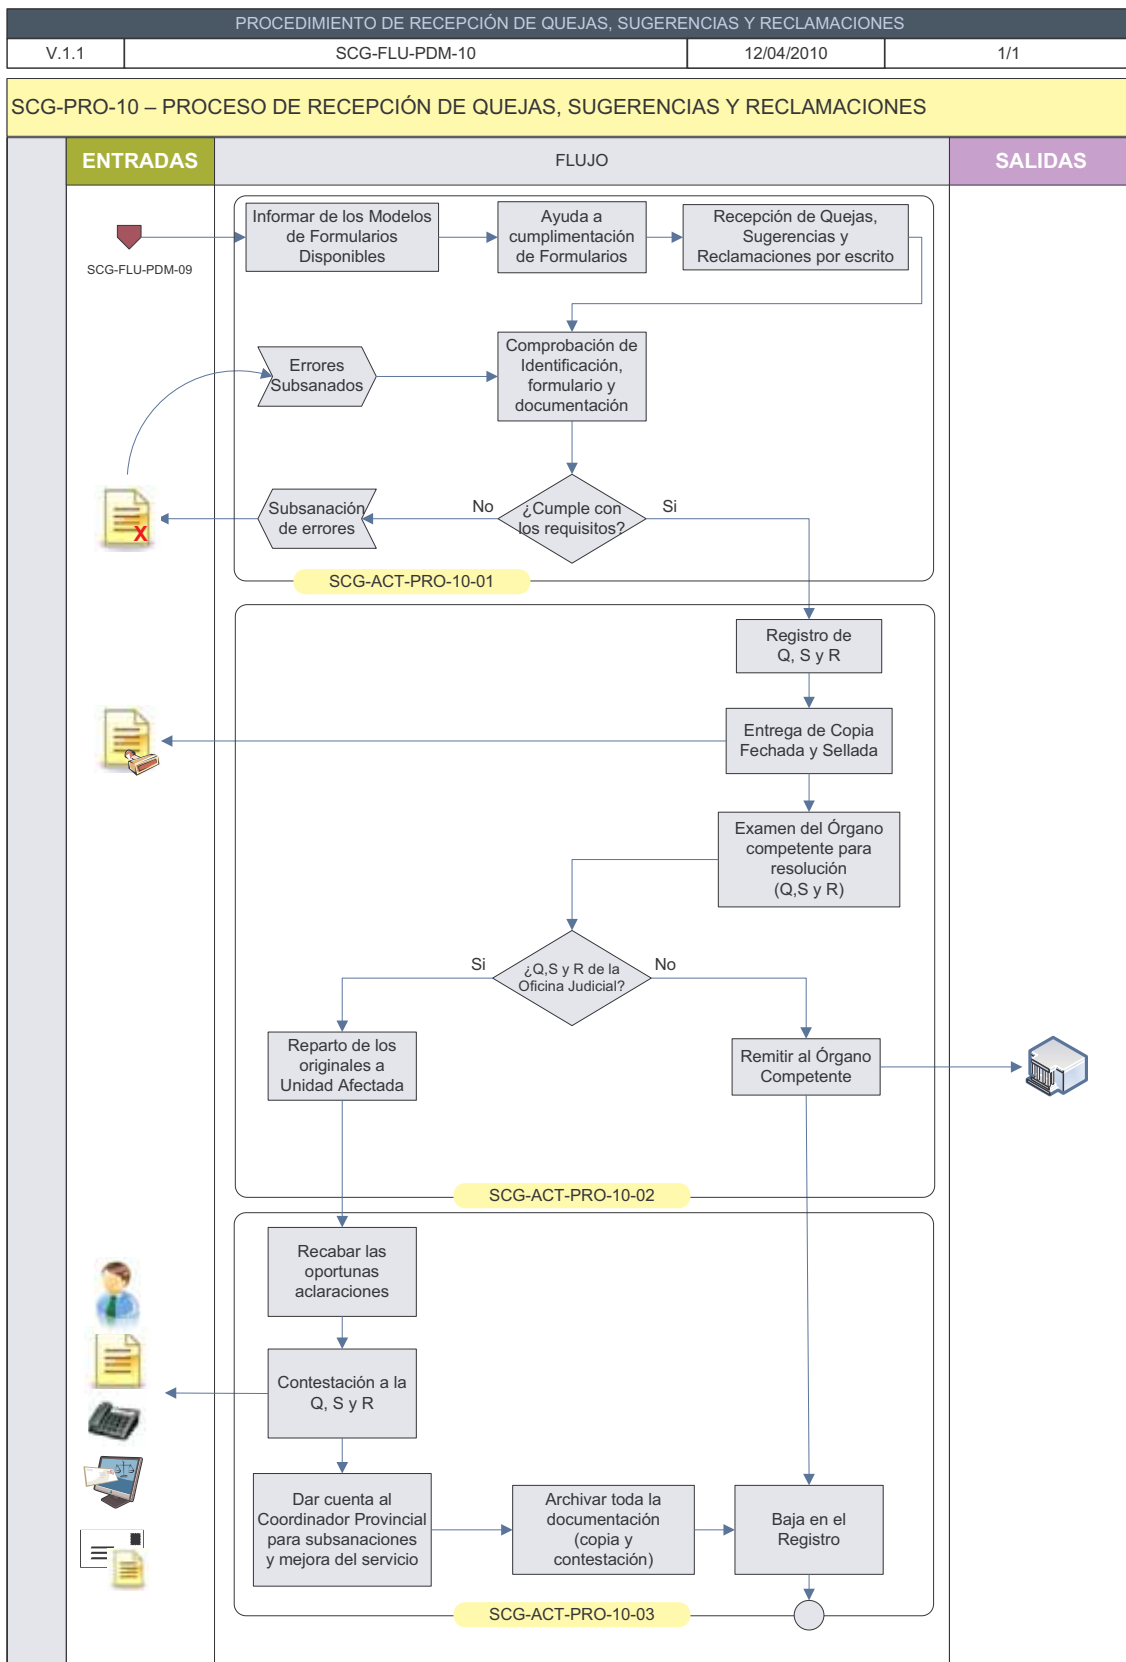 PROCEDIMIENTO DE RECEPCIÓN DE QUEJAS, SUGERENCIAS Y RECLAMACIONES
V.1.1
SCG-FLU-PDM-10
12/04/2010
1/1
SCG-PRO-10 – PROCESO DE RECEPCIÓN DE QUEJAS, SUGERENCIAS Y RECLAMACIONES
ENTRADAS
FLUJO
SALIDAS
SCG-FLU-PDM-09
Informar de los Modelos
de Formularios
Disponibles
Ayuda a
cumplimentación
de Formularios
Recepción de Quejas,
Sugerencias y
Reclamaciones por escrito
Errores
Subsanados
Comprobación de
Identificación,
formulario y
documentación
X
Subsanación
de errores
No
¿Cumple con
los requisitos?
Si
SCG-ACT-PRO-10-01
Registro de
Q, S y R
Entrega de Copia
Fechada y Sellada
Examen del Órgano
competente para
resolución
(Q,S y R)
Si
¿Q,S y R de la
Oficina Judicial?
No
Reparto de los
originales a
Unidad Afectada
Remitir al Órgano
Competente
SCG-ACT-PRO-10-02
Recabar las
oportunas
aclaraciones
Contestación a la
Q, S y R
Dar cuenta al
Coordinador Provincial
para subsanaciones
y mejora del servicio
Archivar toda la
documentación
(copia y
contestación)
Baja en el
Registro
SCG-ACT-PRO-10-03